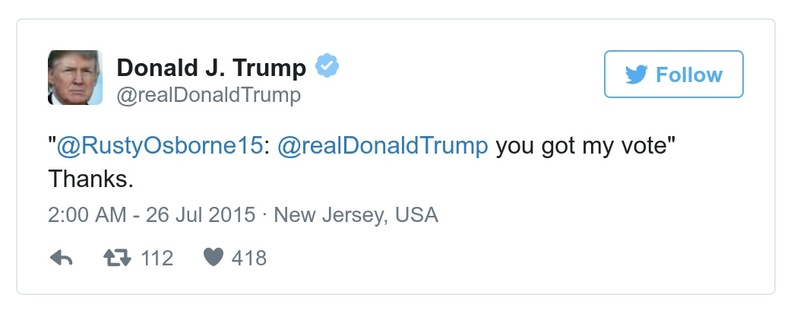 Donald J. Trump
@realDonaldTrump
Follow
"@RustyOsborne15: @realDonaldTrump you got my vote"
Thanks.
2:00 AM - 26 Jul 2015 · New Jersey, USA
112 418